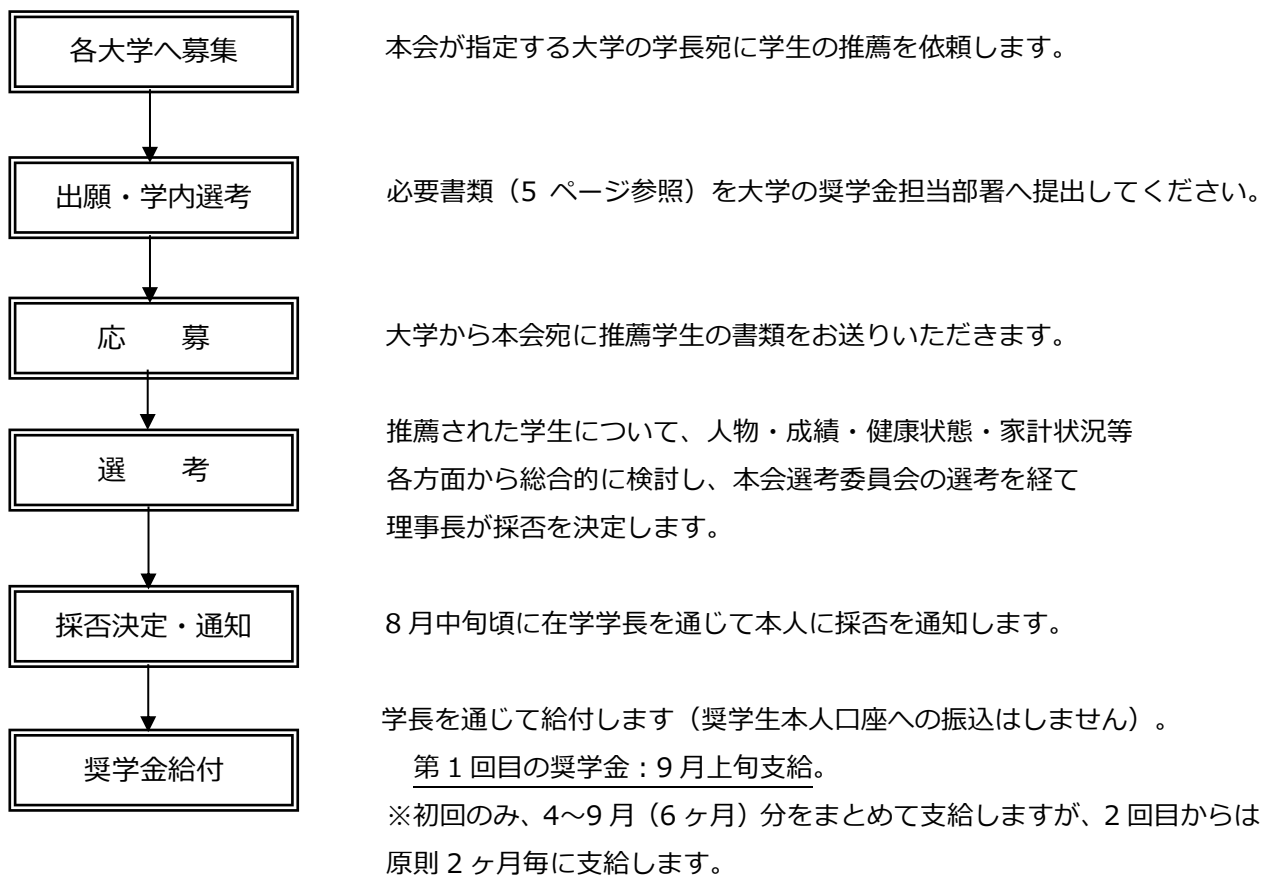 各大学へ募集
本会が指定する大学の学長宛に学生の推薦を依頼します。
出願・学内選考
必要書類（5 ページ参照）を大学の奨学金担当部署へ提出してください。
応　　募
大学から本会宛に推薦学生の書類をお送りいただきます。
選　　考
推薦された学生について、人物・成績・健康状態・家計状況等
各方面から総合的に検討し、本会選考委員会の選考を経て
理事長が採否を決定します。
採否決定・通知
8 月中旬頃に在学学長を通じて本人に採否を通知します。
奨学金給付
学長を通じて給付します（奨学生本人口座への振込はしません）。
第 1 回目の奨学金：9 月上旬支給。
※初回のみ、4～9 月（6 ヶ月）分をまとめて支給しますが、2 回目からは
原則 2 ヶ月毎に支給します。